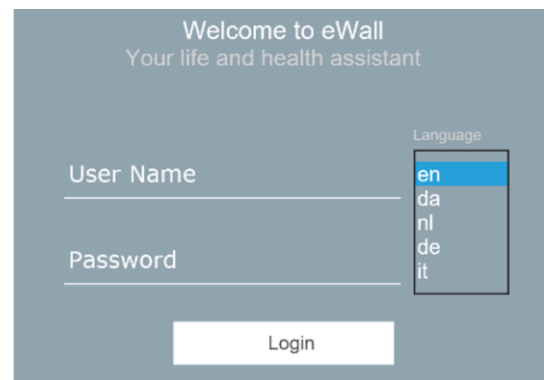 Welcome to eWall
Your life and health assistant
Language
User Name
en
da
nl
Password
de
it
Login